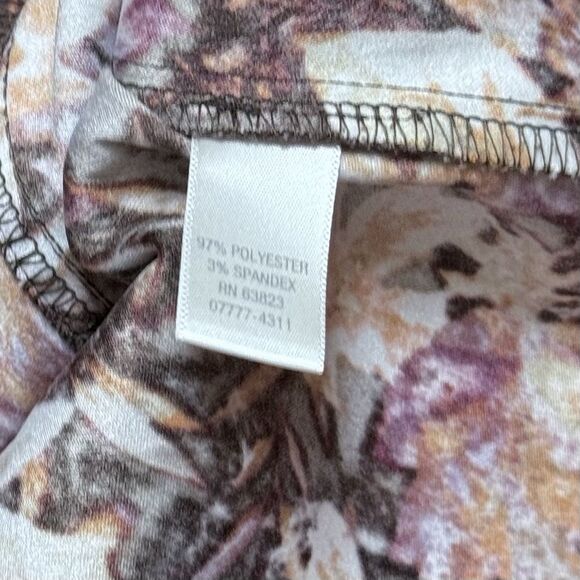 97% POLYESTER
3% SPANDEX
RN 63823
07777-4311